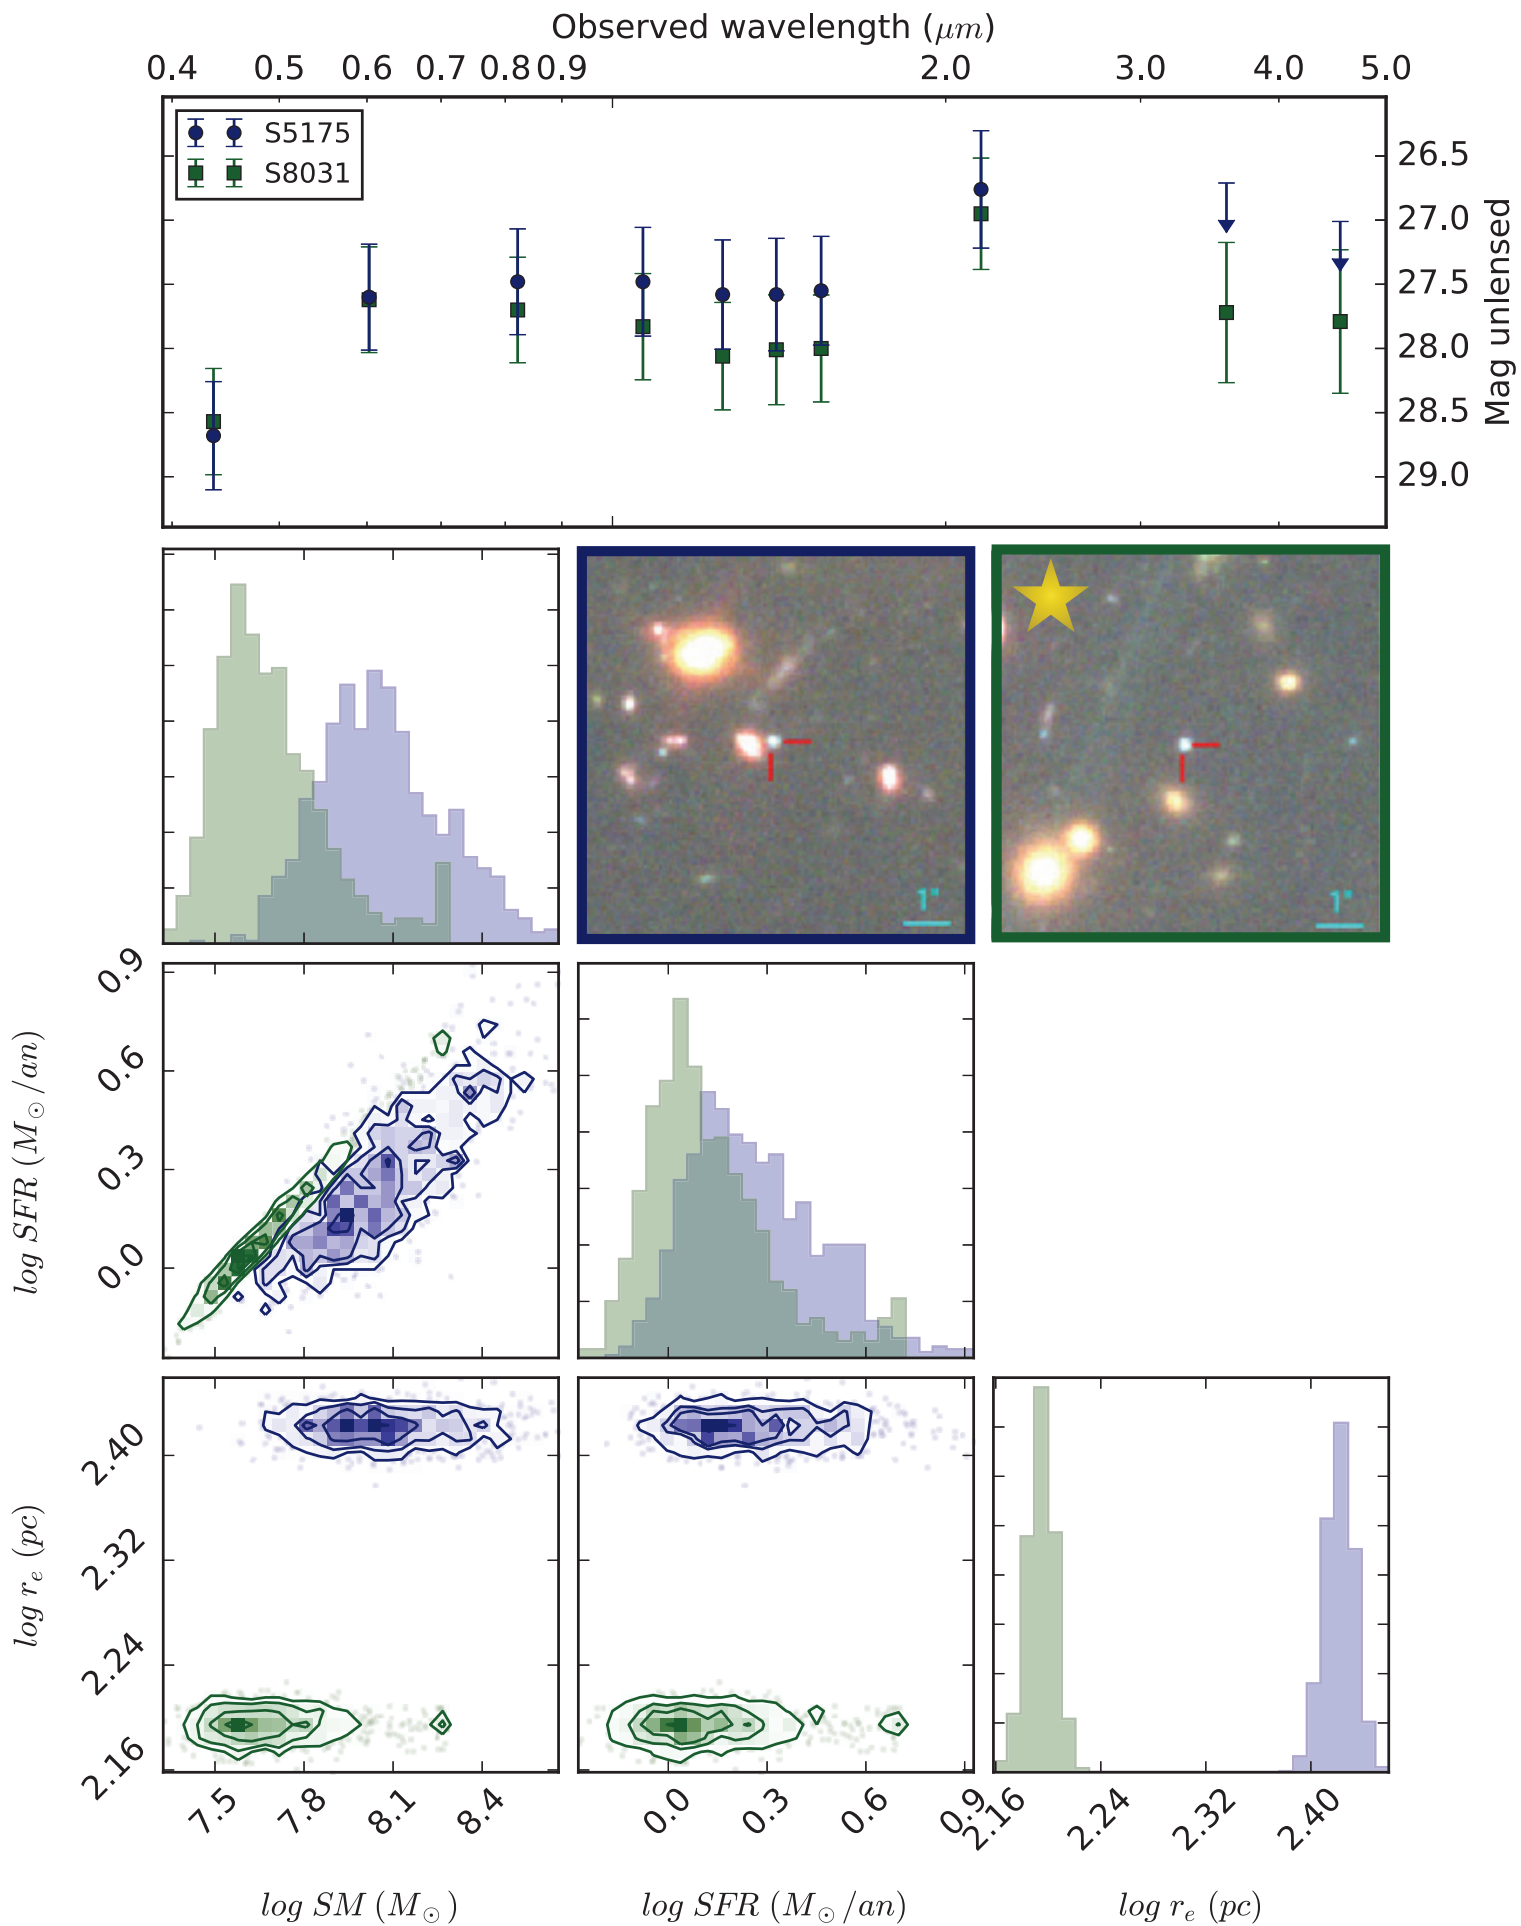 Observed wavelength (μm)
0.4 0.5 0.6 0.7 0.8 0.9 2.0 3.0 4.0 5.0
S5175
S8031
26.5
27.0
27.5
28.0
28.5
29.0
Mag unlensed
1"
1"
0.9
0.6
0.3
0.0
log SFR (M⊙/an)
2.40
2.32
2.24
2.16
log re (pc)
7.5 7.8 8.1 8.4
0.0 0.3 0.6 0.9
2.16 2.24 2.32 2.40
log SM (M⊙)
log SFR (M⊙/an)
log re (pc)